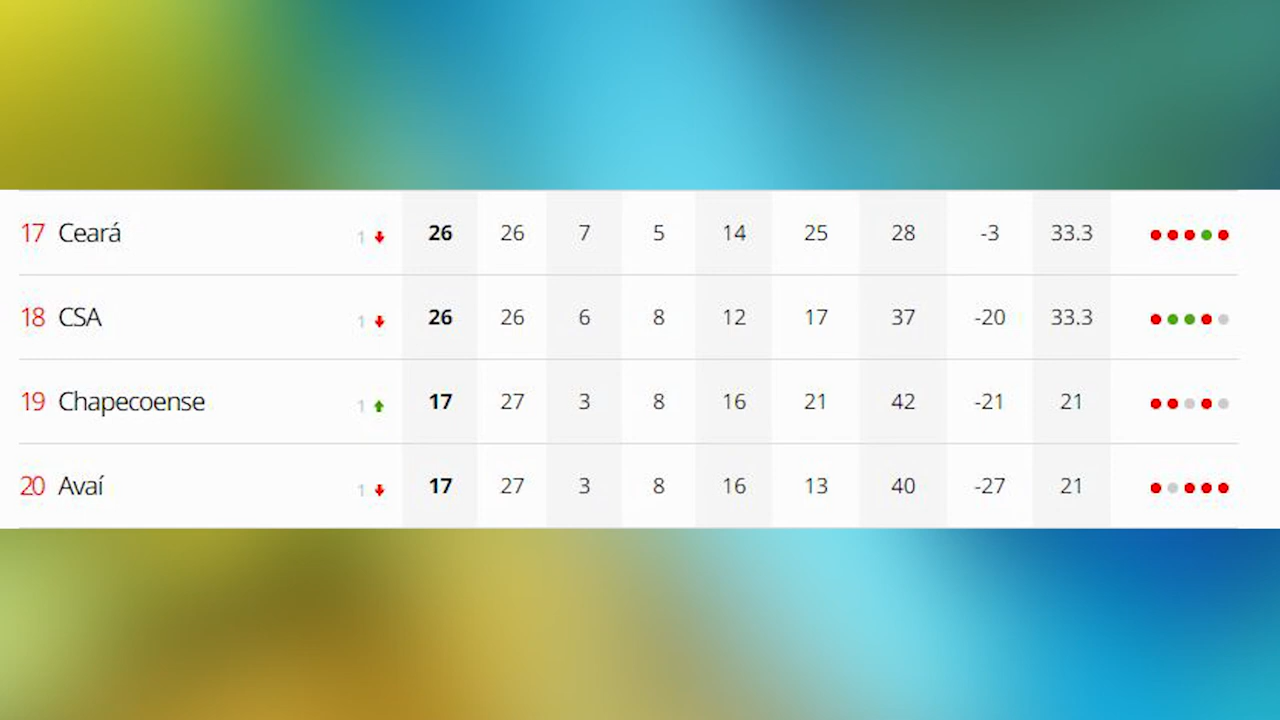 17 Ceará 1 26 26 7 5 14 25 28 -3 33.3
18 CSA 1 26 26 6 8 12 17 37 -20 33.3
19 Chapecoense 1 17 27 3 8 16 21 42 -21 21
20 Avaí 1 17 27 3 8 16 13 40 -27 21